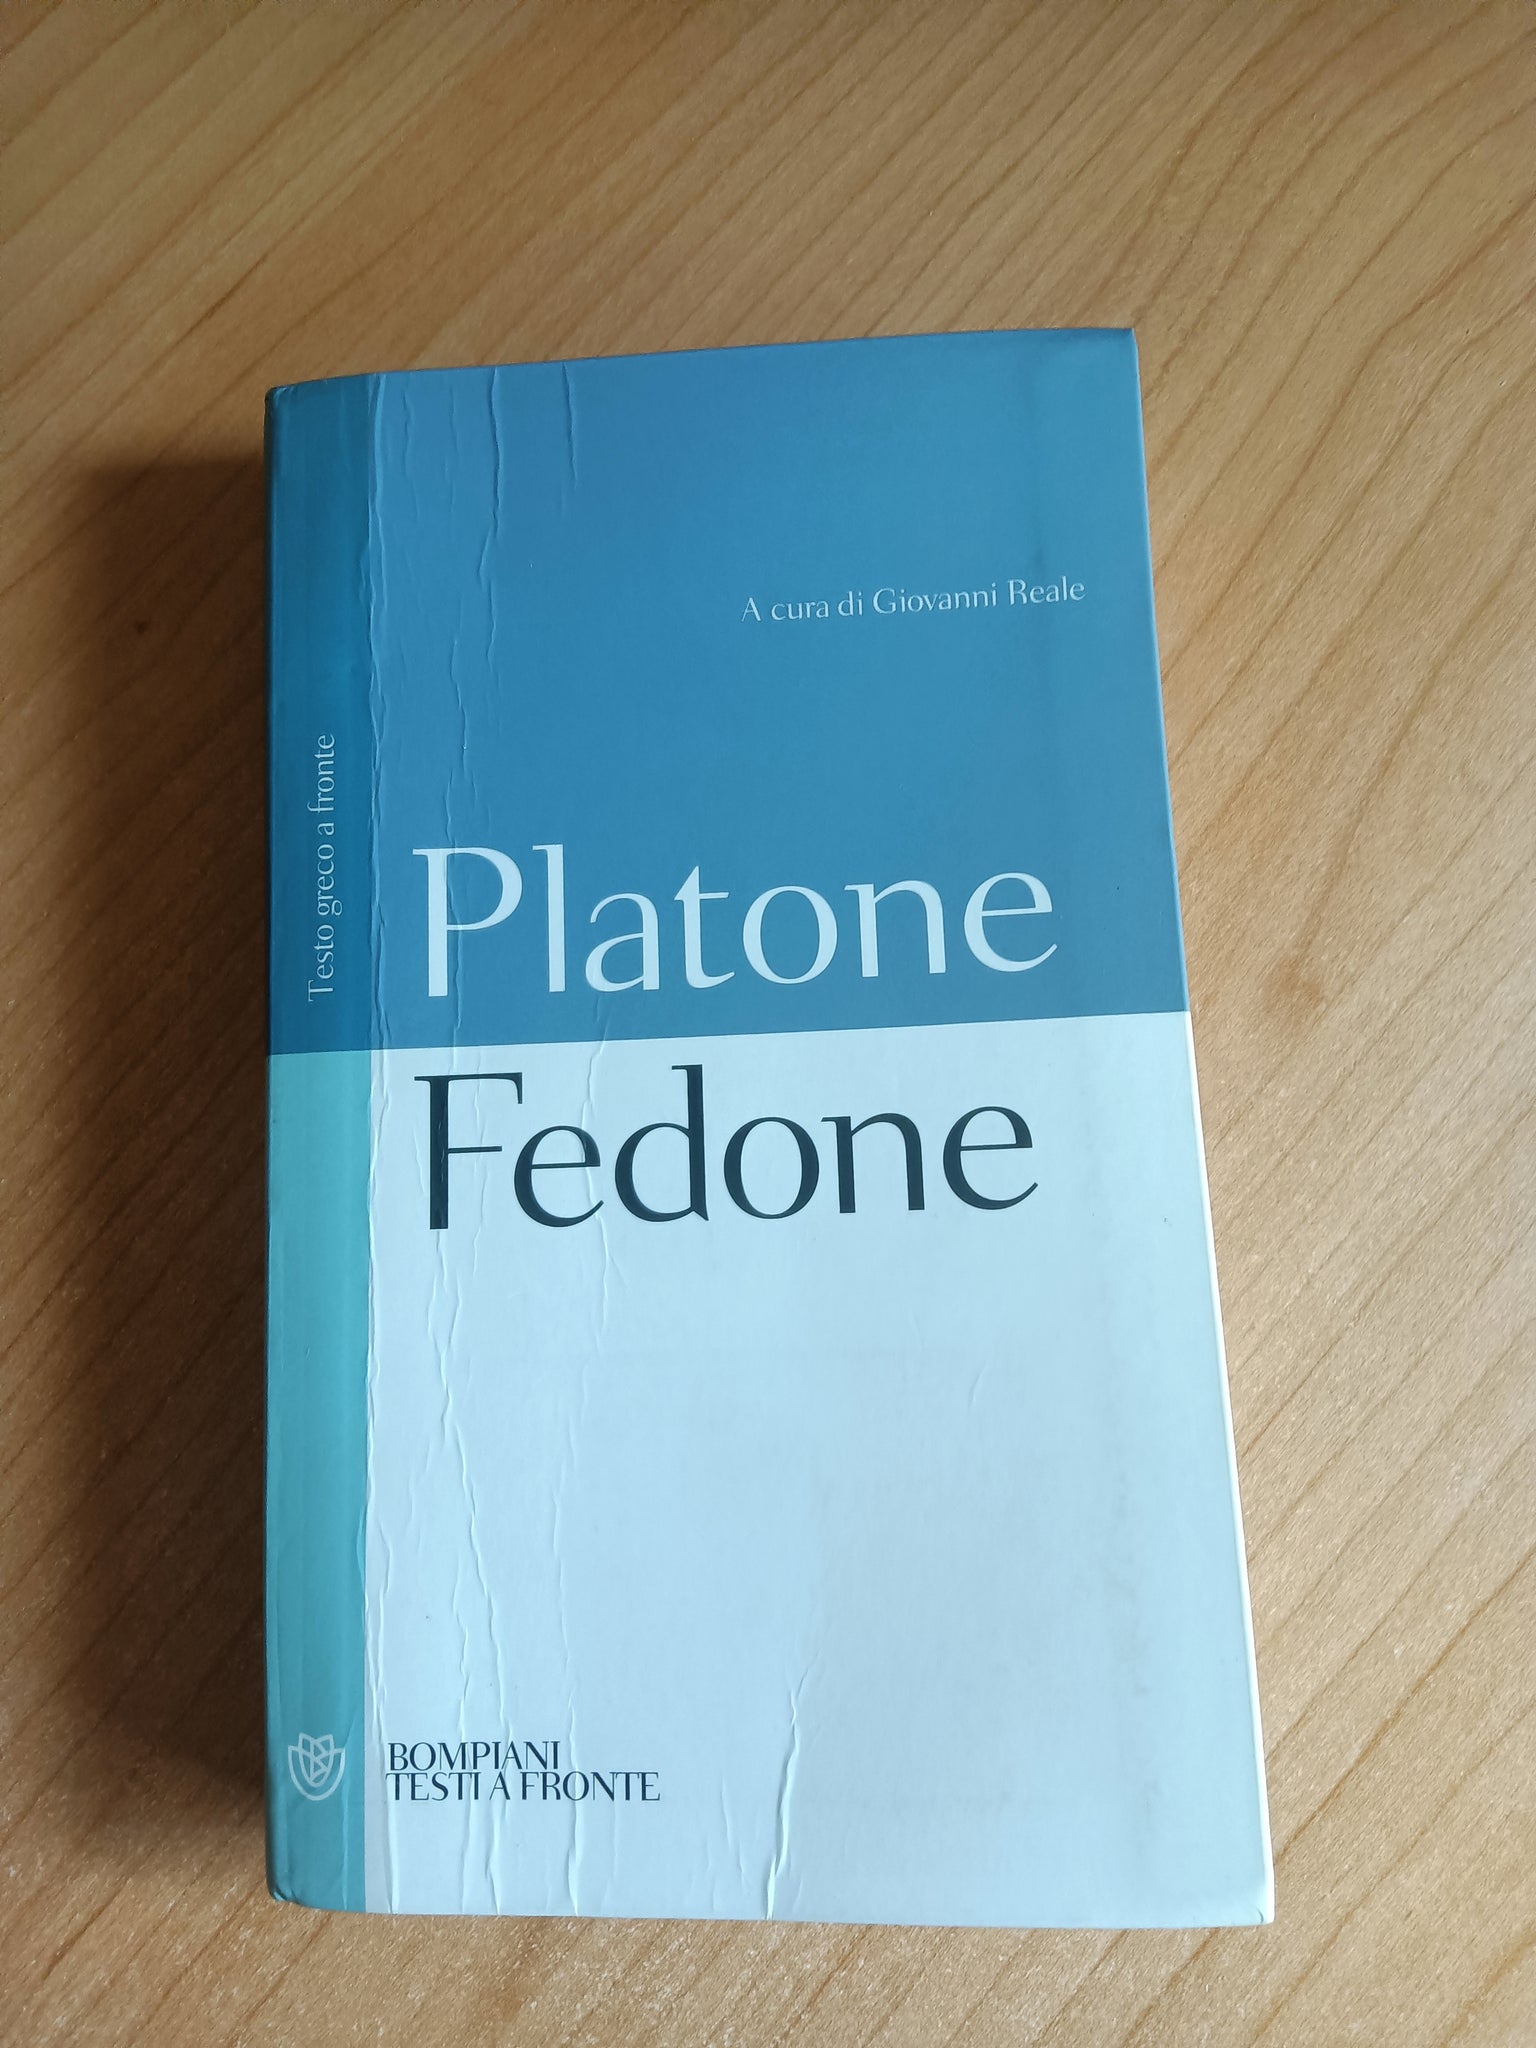 A cura di Giovanni Reale
Testo greco a fronte
Platone
Fedone
BOMPIANI
TESTI A FRONTE